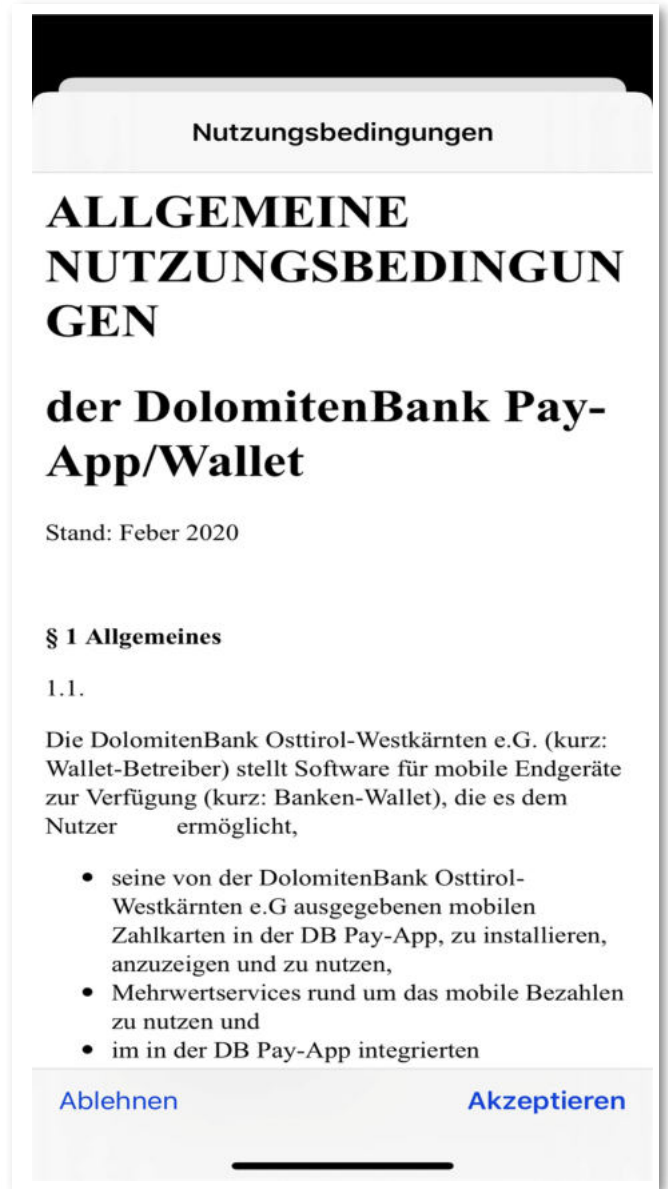 Nutzungsbedingungen
ALLGEMEINE
NUTZUNGSBEDINGUN
GEN
der DolomitenBank Pay-
App/Wallet
Stand: Feber 2020
§ 1 Allgemeines
1.1.
Die DolomitenBank Osttirol-Westkärnten e.G. (kurz:
Wallet-Betreiber) stellt Software für mobile Endgeräte
zur Verfügung (kurz: Banken-Wallet), die es dem
Nutzer ermöglicht,
• seine von der DolomitenBank Osttirol-
Westkärnten e.G ausgegebenen mobilen
Zahlkarten in der DB Pay-App, zu installieren,
anzuzeigen und zu nutzen,
• Mehrwertservices rund um das mobile Bezahlen
zu nutzen und
• im in der DB Pay-App integrierten
Ablehnen Akzeptieren